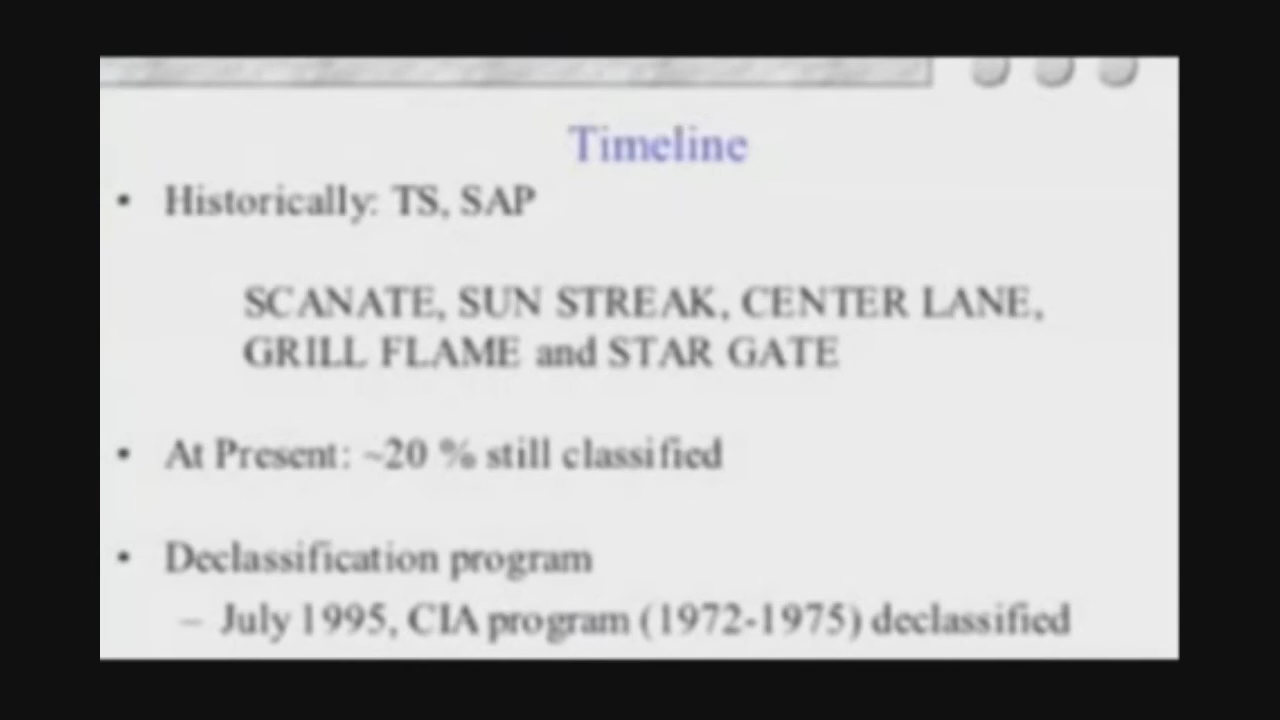 Timeline
• Historically: TS, SAP
SCANATE, SUN STREAK, CENTER LANE,
GRILL FLAME and STAR GATE
• At Present: ~20 % still classified
• Declassification program
– July 1995, CIA program (1972-1975) declassified